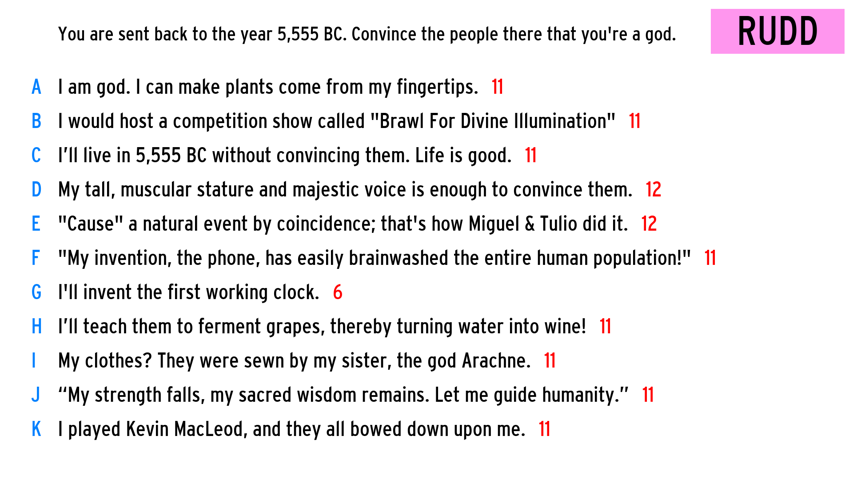 You are sent back to the year 5,555 BC. Convince the people there that you're a god.
RUDD
A I am god. I can make plants come from my fingertips. 11
B I would host a competition show called "Brawl For Divine Illumination" 11
C I’ll live in 5,555 BC without convincing them. Life is good. 11
D My tall, muscular stature and majestic voice is enough to convince them. 12
E "Cause" a natural event by coincidence; that's how Miguel & Tulio did it. 12
F "My invention, the phone, has easily brainwashed the entire human population!" 11
G I'll invent the first working clock. 6
H I’ll teach them to ferment grapes, thereby turning water into wine! 11
I My clothes? They were sewn by my sister, the god Arachne. 11
J “My strength falls, my sacred wisdom remains. Let me guide humanity.” 11
K I played Kevin MacLeod, and they all bowed down upon me. 11